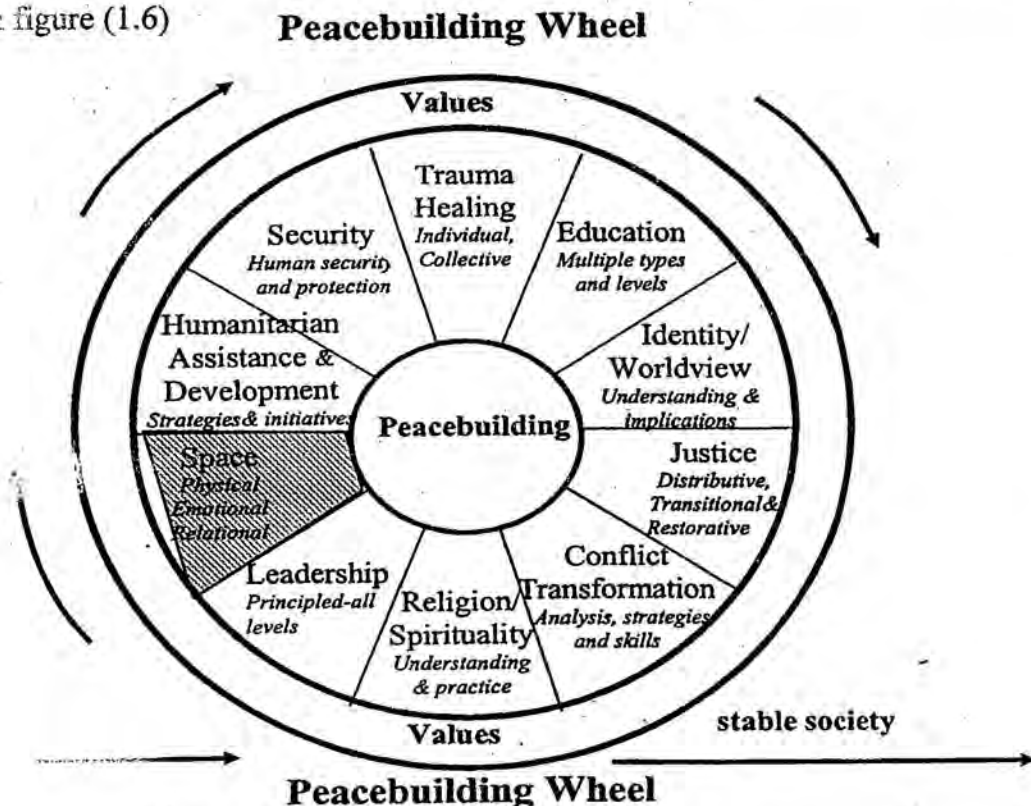 figure (1.6)
Peacebuilding Wheel
Values
Trauma
Healing
Individual,
Collective
Education
Multiple types
and levels
Identity/
Worldview
Understanding &
implications
Justice
Distributive,
Transitional &
Restorative
Conflict
Transformation
Analysis, strategies
and skills
Religion/
Spirituality
Understanding
& practice
Leadership
Principled-all
levels
Space
Physical
Emotional
Relational
Humanitarian
Assistance &
Development
Strategies & initiatives
Security
Human security
and protection
Peacebuilding
Values
stable society
Peacebuilding Wheel